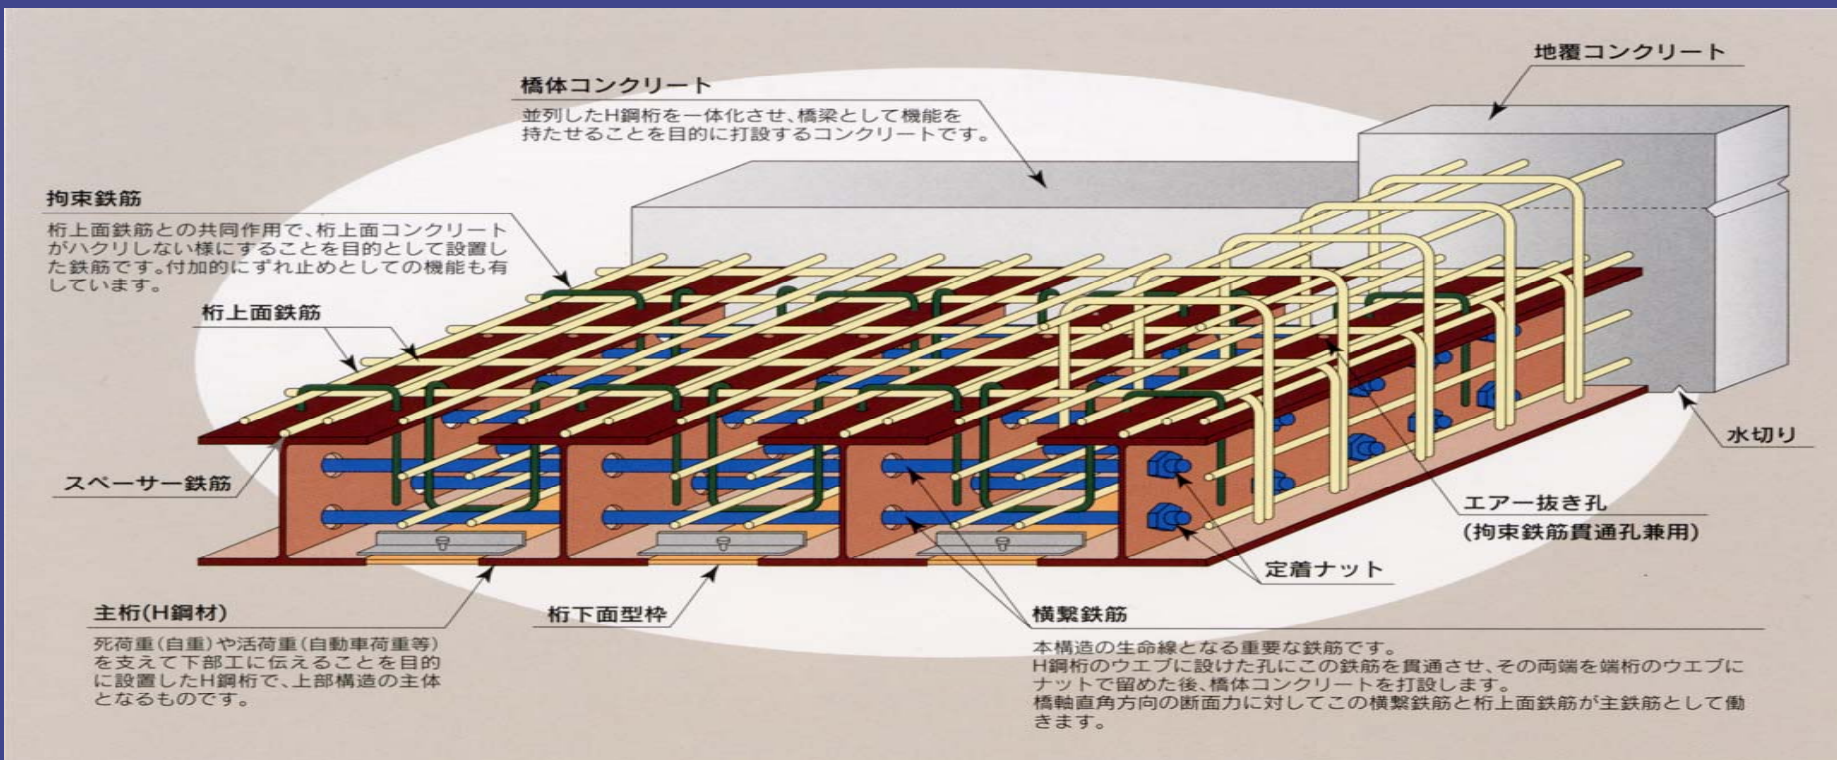 地覆コンクリート
橋体コンクリート
並列したH鋼桁を一体化させ、橋梁として機能を
持たせることを目的に打設するコンクリートです。
拘束鉄筋
桁上面鉄筋との共同作用で、桁上面コンクリート
がハクリしない様にすることを目的として設置し
た鉄筋です。付加的にずれ止めとしての機能も有
しています。
桁上面鉄筋
スペーサー鉄筋
水切り
エアー抜き孔
(拘束鉄筋貫通孔兼用)
定着ナット
主桁(H鋼材)
死荷重(自重)や活荷重(自動車荷重等)
を支えて下部工に伝えることを目的
に設置したH鋼桁で、上部構造の主体
となるものです。
桁下面型枠
横繋鉄筋
本構造の生命線となる重要な鉄筋です。
H鋼桁のウエブに設けた孔にこの鉄筋を貫通させ、その両端を端桁のウエブに
ナットで留めた後、橋体コンクリートを打設します。
橋軸直角方向の断面力に対してこの横繋鉄筋と桁上面鉄筋が主鉄筋として働
きます。